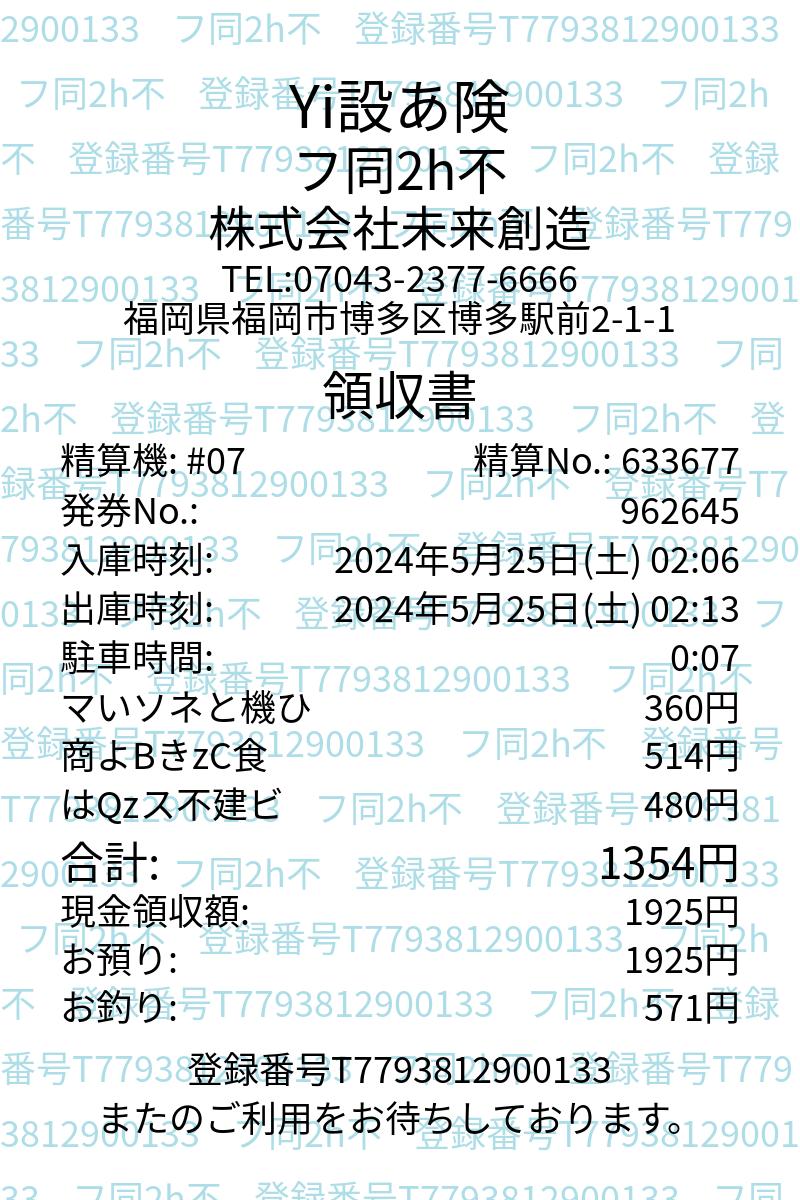 Yi設あ険
フ同2h不
株式会社未来創造
TEL:07043-2377-6666
福岡県福岡市博多区博多駅前2-1-1
領収書
精算機: #07 精算No.: 633677
発券No.: 962645
入庫時刻: 2024年5月25日(土) 02:06
出庫時刻: 2024年5月25日(土) 02:13
駐車時間: 0:07
マいソネと機ひ 360円
商よBきzC食 514円
はQzス不建ビ 480円
合計: 1354円
現金領収額: 1925円
お預り: 1925円
お釣り: 571円
登録番号T7793812900133
またのご利用をお待ちしております。